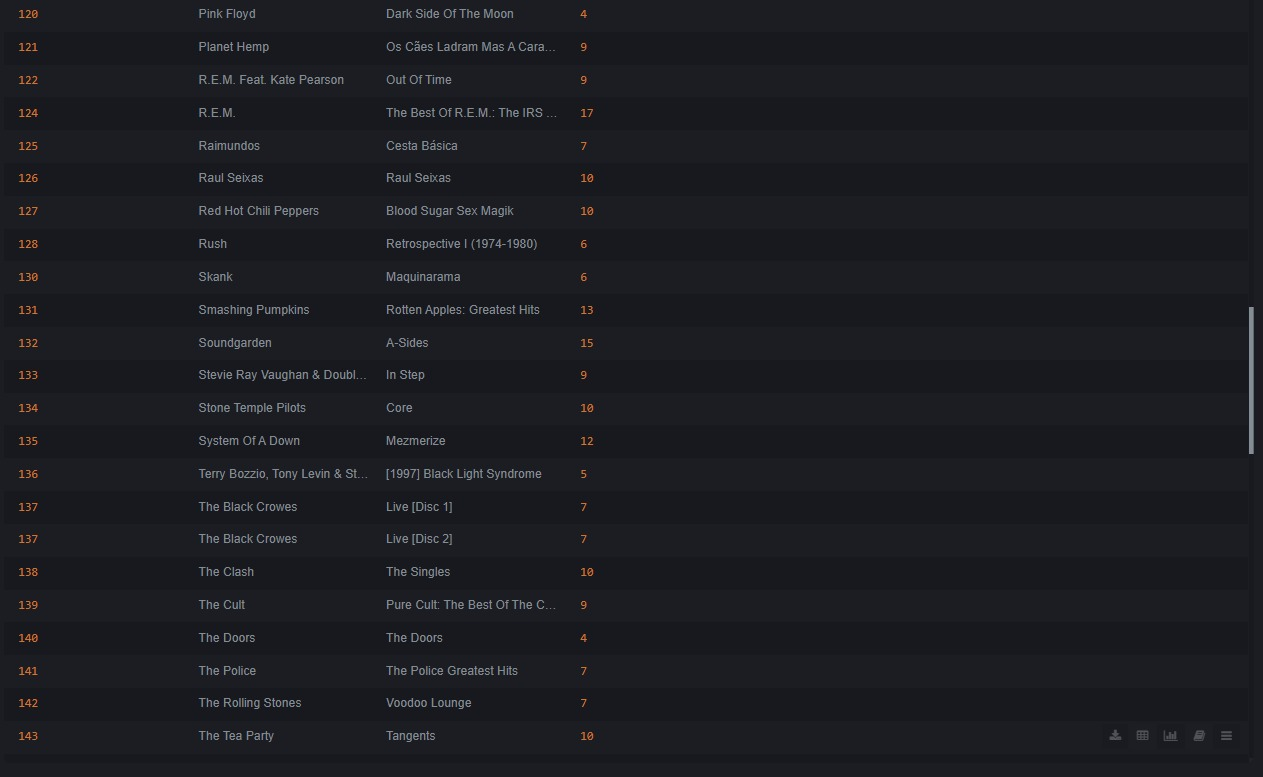 120 Pink Floyd Dark Side Of The Moon 4
121 Planet Hemp Os Cães Ladram Mas A Cara... 9
122 R.E.M. Feat. Kate Pearson Out Of Time 9
124 R.E.M. The Best Of R.E.M.: The IRS ... 17
125 Raimundos Cesta Básica 7
126 Raul Seixas Raul Seixas 10
127 Red Hot Chili Peppers Blood Sugar Sex Magik 10
128 Rush Retrospective I (1974-1980) 6
130 Skank Maquinarama 6
131 Smashing Pumpkins Rotten Apples: Greatest Hits 13
132 Soundgarden A-Sides 15
133 Stevie Ray Vaughan & Doubl... In Step 9
134 Stone Temple Pilots Core 10
135 System Of A Down Mezmerize 12
136 Terry Bozzio, Tony Levin & St... [1997] Black Light Syndrome 5
137 The Black Crowes Live [Disc 1] 7
137 The Black Crowes Live [Disc 2] 7
138 The Clash The Singles 10
139 The Cult Pure Cult: The Best Of The C... 9
140 The Doors The Doors 4
141 The Police The Police Greatest Hits 7
142 The Rolling Stones Voodoo Lounge 7
143 The Tea Party Tangents 10